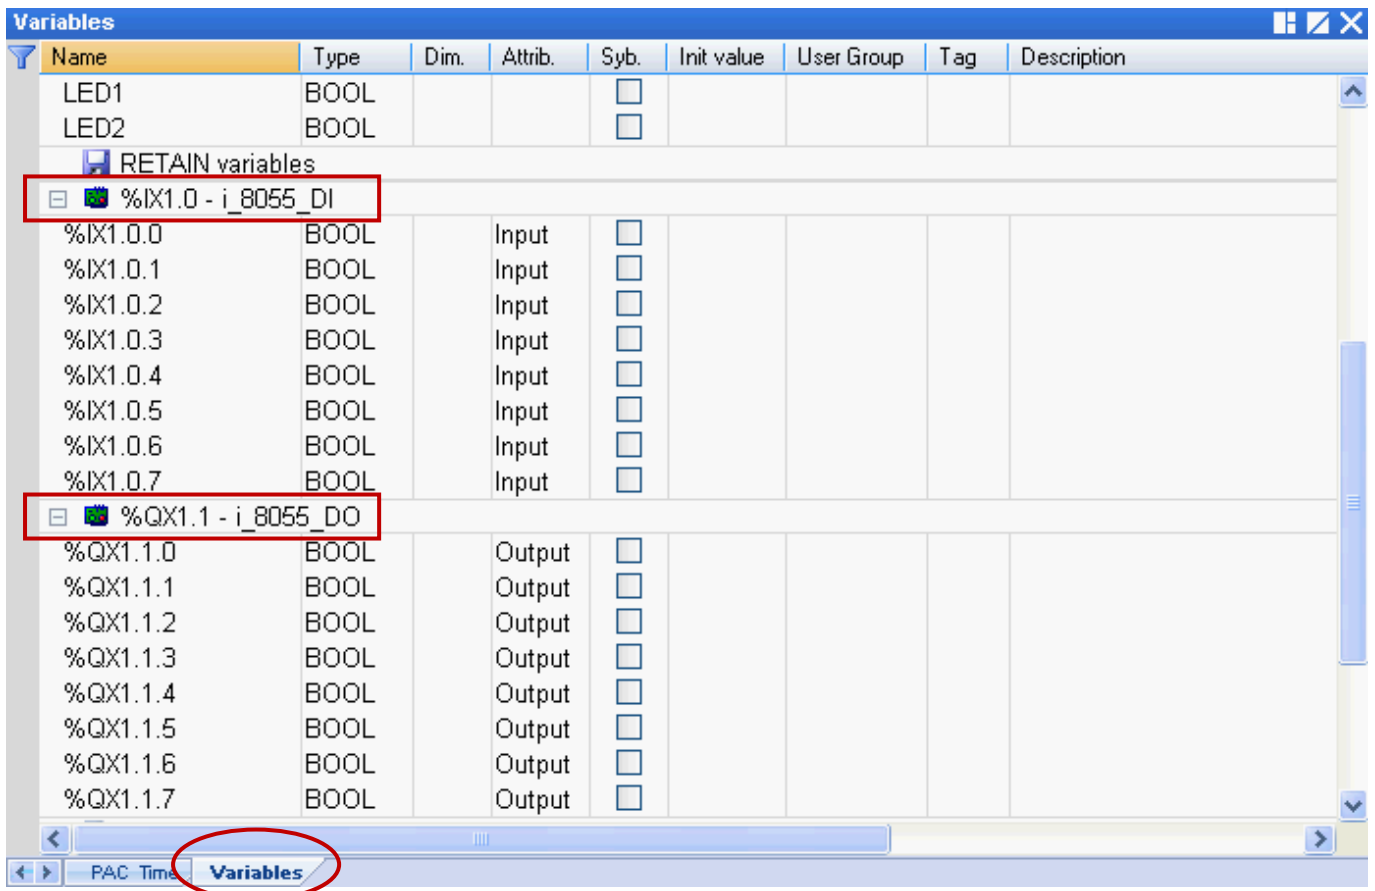 Variables
Name Type Dim. Attrib. Syb. Init value User Group Tag Description
LED1 BOOL
LED2 BOOL
RETAIN variables
%IX1.0 - i_8055_DI
%IX1.0.0 BOOL Input
%IX1.0.1 BOOL Input
%IX1.0.2 BOOL Input
%IX1.0.3 BOOL Input
%IX1.0.4 BOOL Input
%IX1.0.5 BOOL Input
%IX1.0.6 BOOL Input
%IX1.0.7 BOOL Input
%QX1.1 - i_8055_DO
%QX1.1.0 BOOL Output
%QX1.1.1 BOOL Output
%QX1.1.2 BOOL Output
%QX1.1.3 BOOL Output
%QX1.1.4 BOOL Output
%QX1.1.5 BOOL Output
%QX1.1.6 BOOL Output
%QX1.1.7 BOOL Output
PAC Time Variables